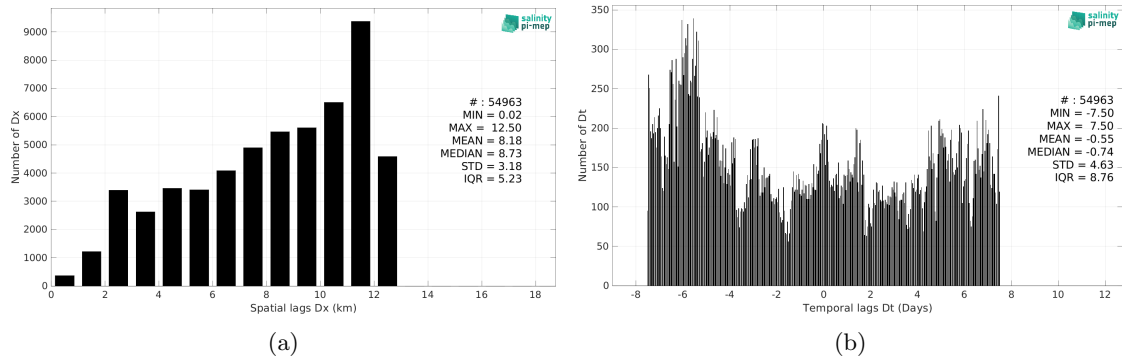 salinity
pi-mep
9000
8000
7000
6000
5000
4000
3000
2000
1000
0
Number of Dx
# : 54963
MIN = 0.02
MAX = 12.50
MEAN = 8.18
MEDIAN = 8.73
STD = 3.18
IQR = 5.23
0 2 4 6 8 10 12 14 16 18
Spatial lags Dx (km)
(a)
salinity
pi-mep
350
300
250
200
150
100
50
0
Number of Dt
# : 54963
MIN = -7.50
MAX = 7.50
MEAN = -0.55
MEDIAN = -0.74
STD = 4.63
IQR = 8.76
-8 -6 -4 -2 0 2 4 6 8 10 12
Temporal lags Dt (Days)
(b)